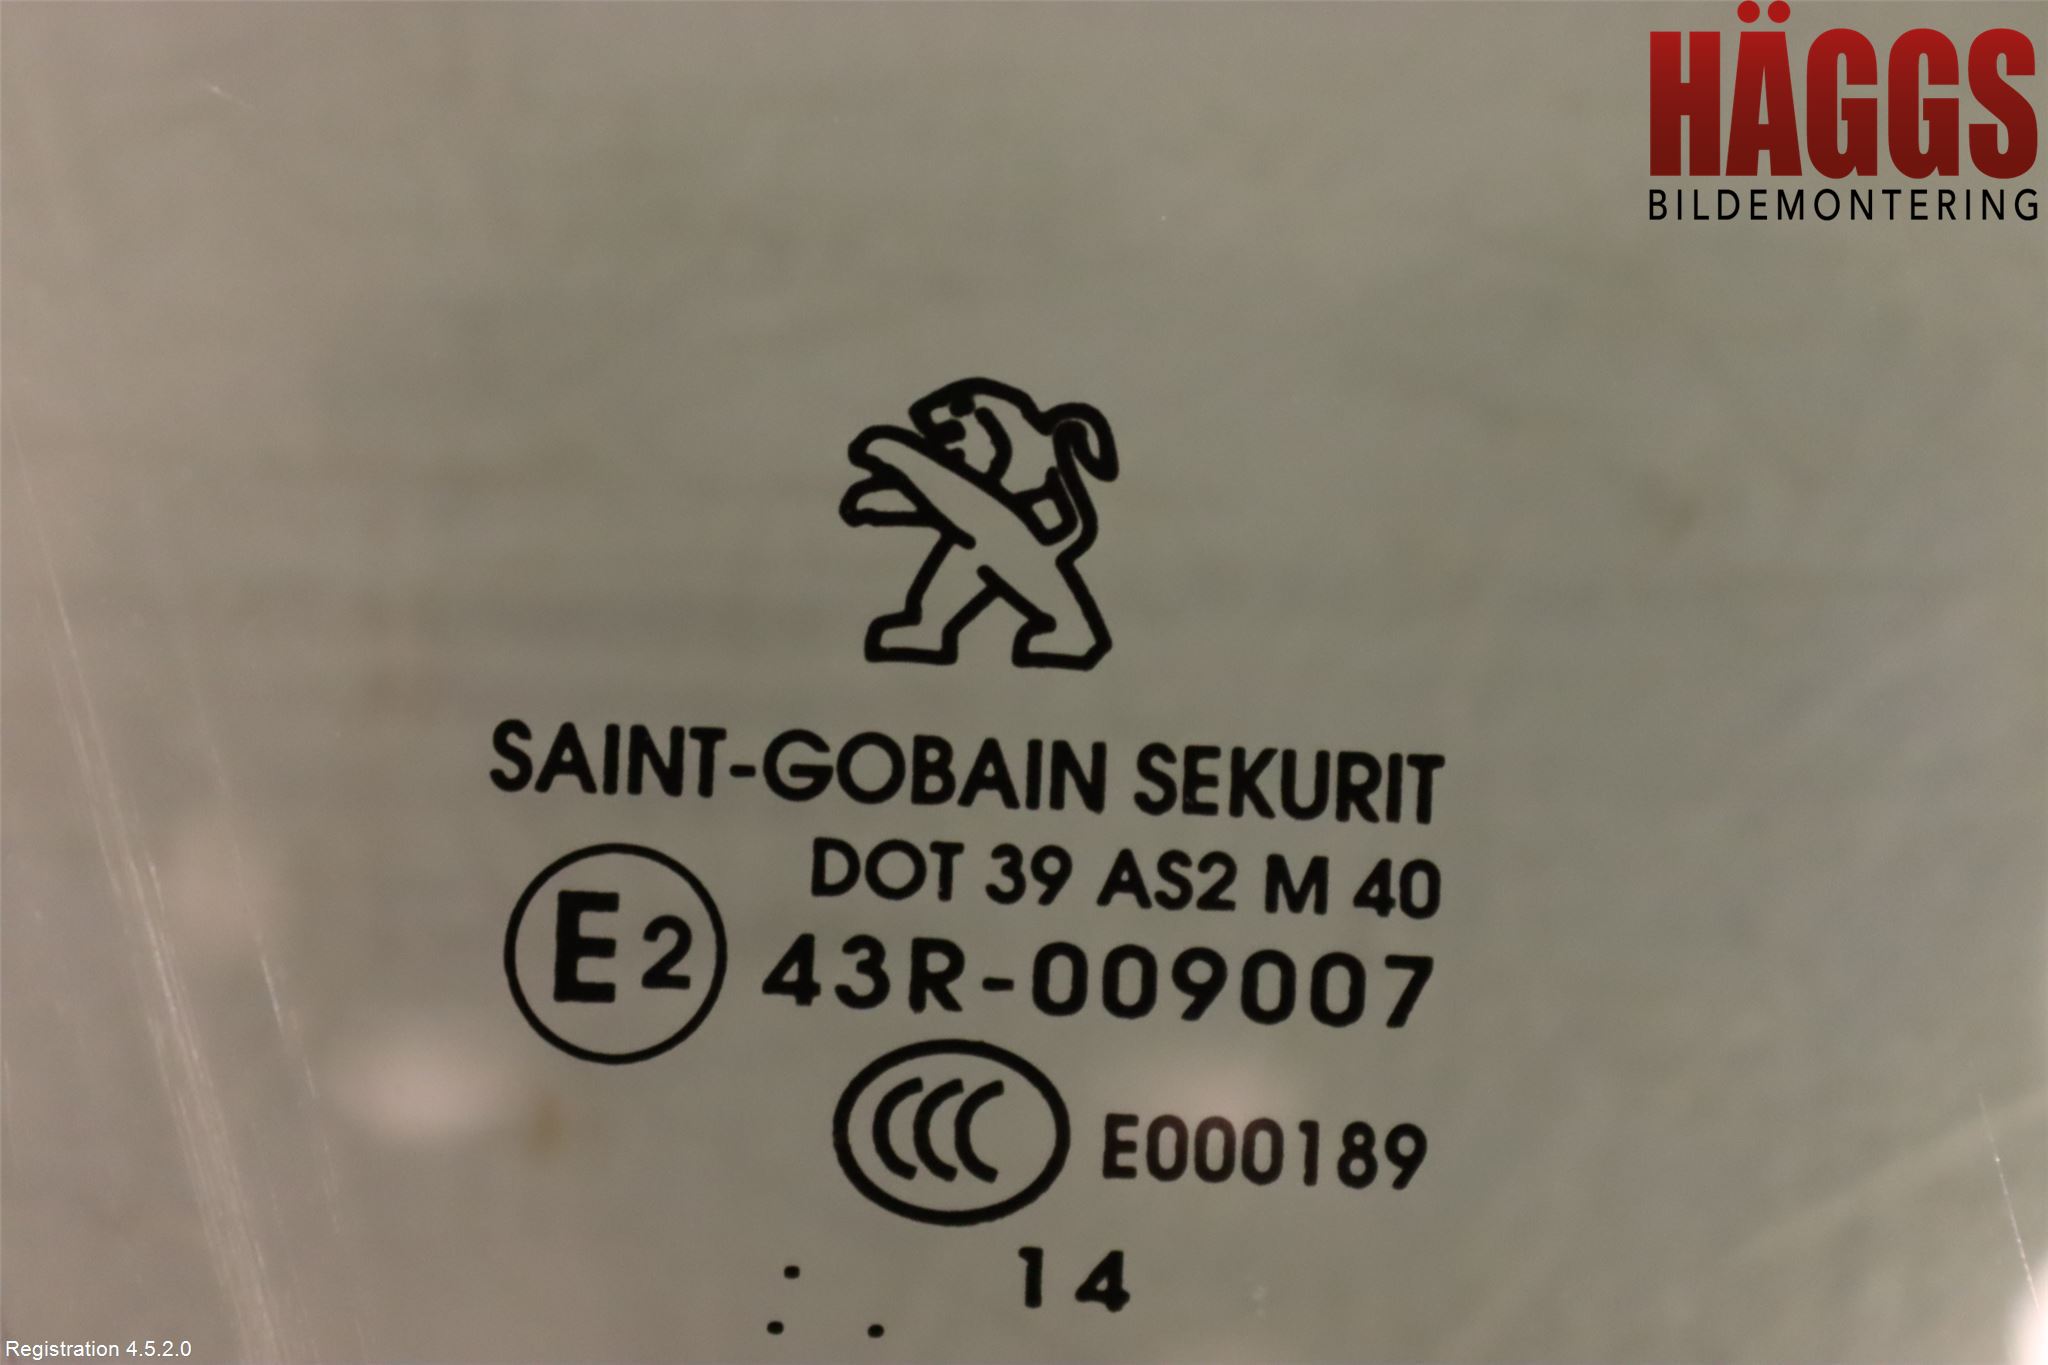 HÄGGS
BILDEMONTERING
SAINT-GOBAIN SEKURIT
DOT 39 AS2 M 40
E2 43R-009007
CCC E000189
14
Registration 4.5.2.0